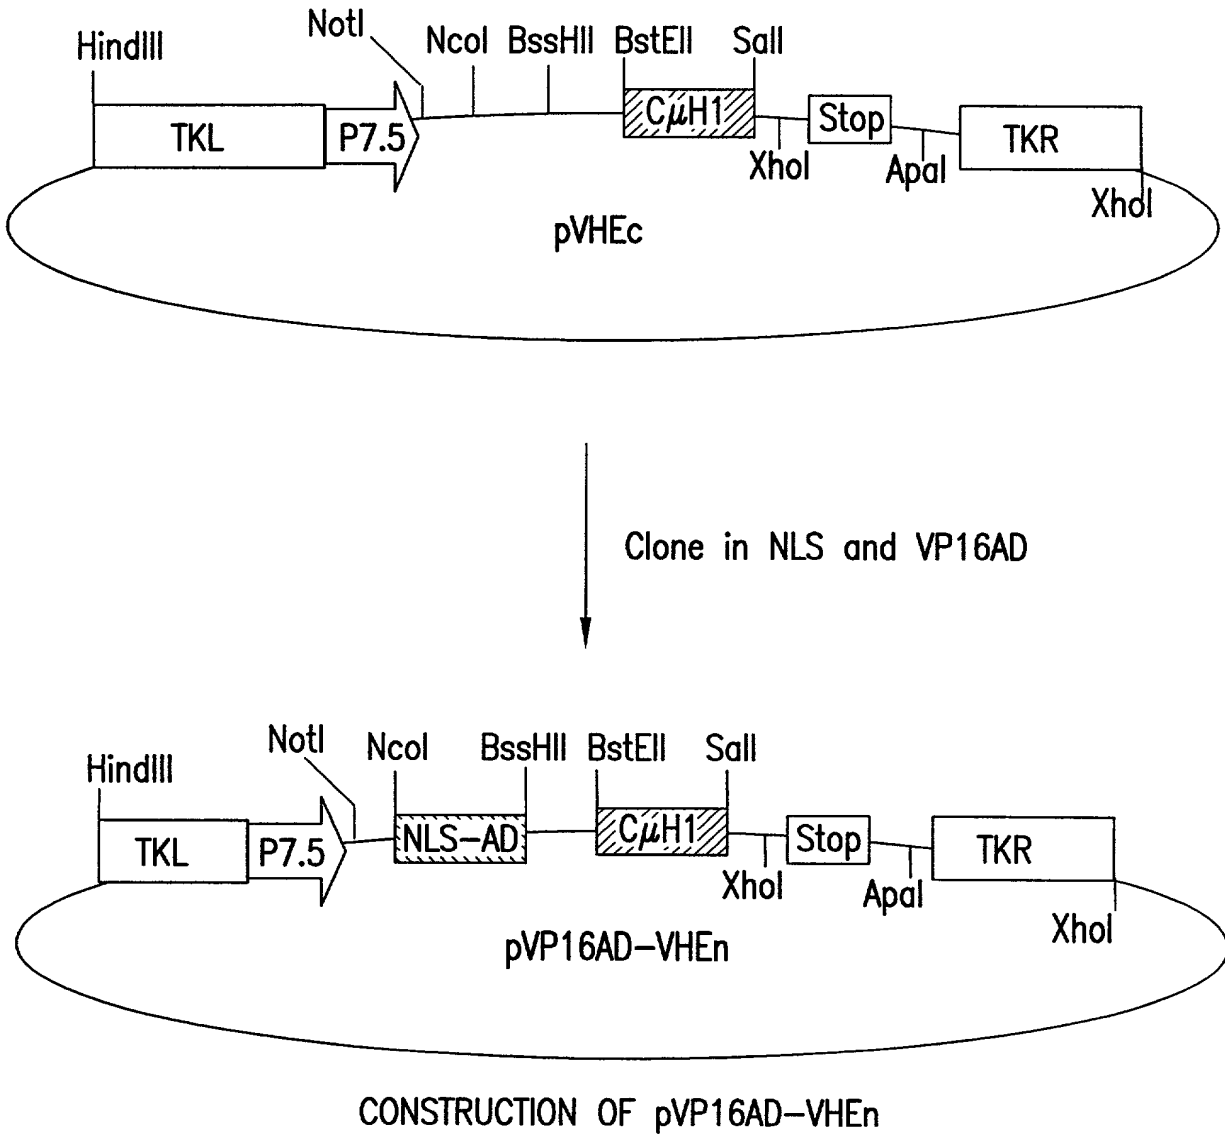 NotI
HindIII NcoI BssHII BstEII SalI
TKL P7.5 CμH1 Stop TKR
XhoI ApaI XhoI
pVHEc
Clone in NLS and VP16AD
NotI NcoI BssHII BstEII SalI
HindIII
TKL P7.5 NLS-AD CμH1 Stop TKR
XhoI ApaI XhoI
pVP16AD-VHEn
CONSTRUCTION OF pVP16AD-VHEn